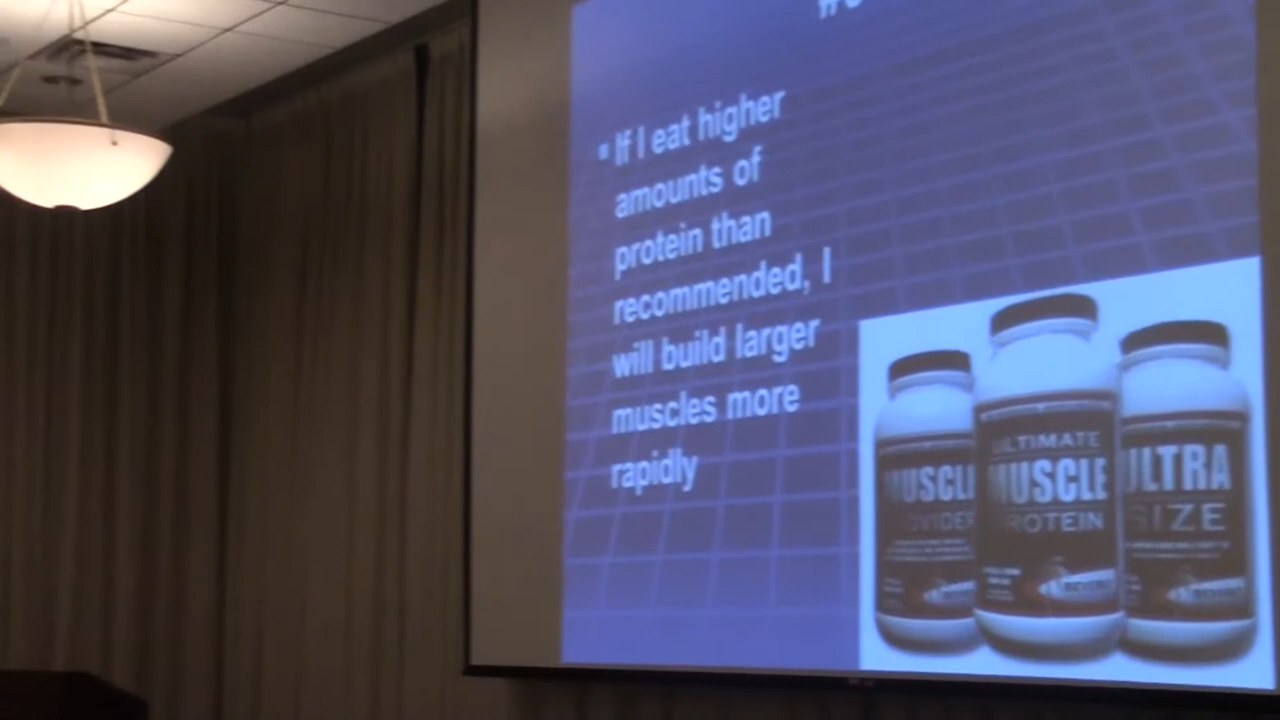 If I eat higher
amounts of
protein than
recommended, I
will build larger
muscles more
rapidly
MUSCLE
ULTIMATE
MUSCLE
PROTEIN
ULTRA
SIZE